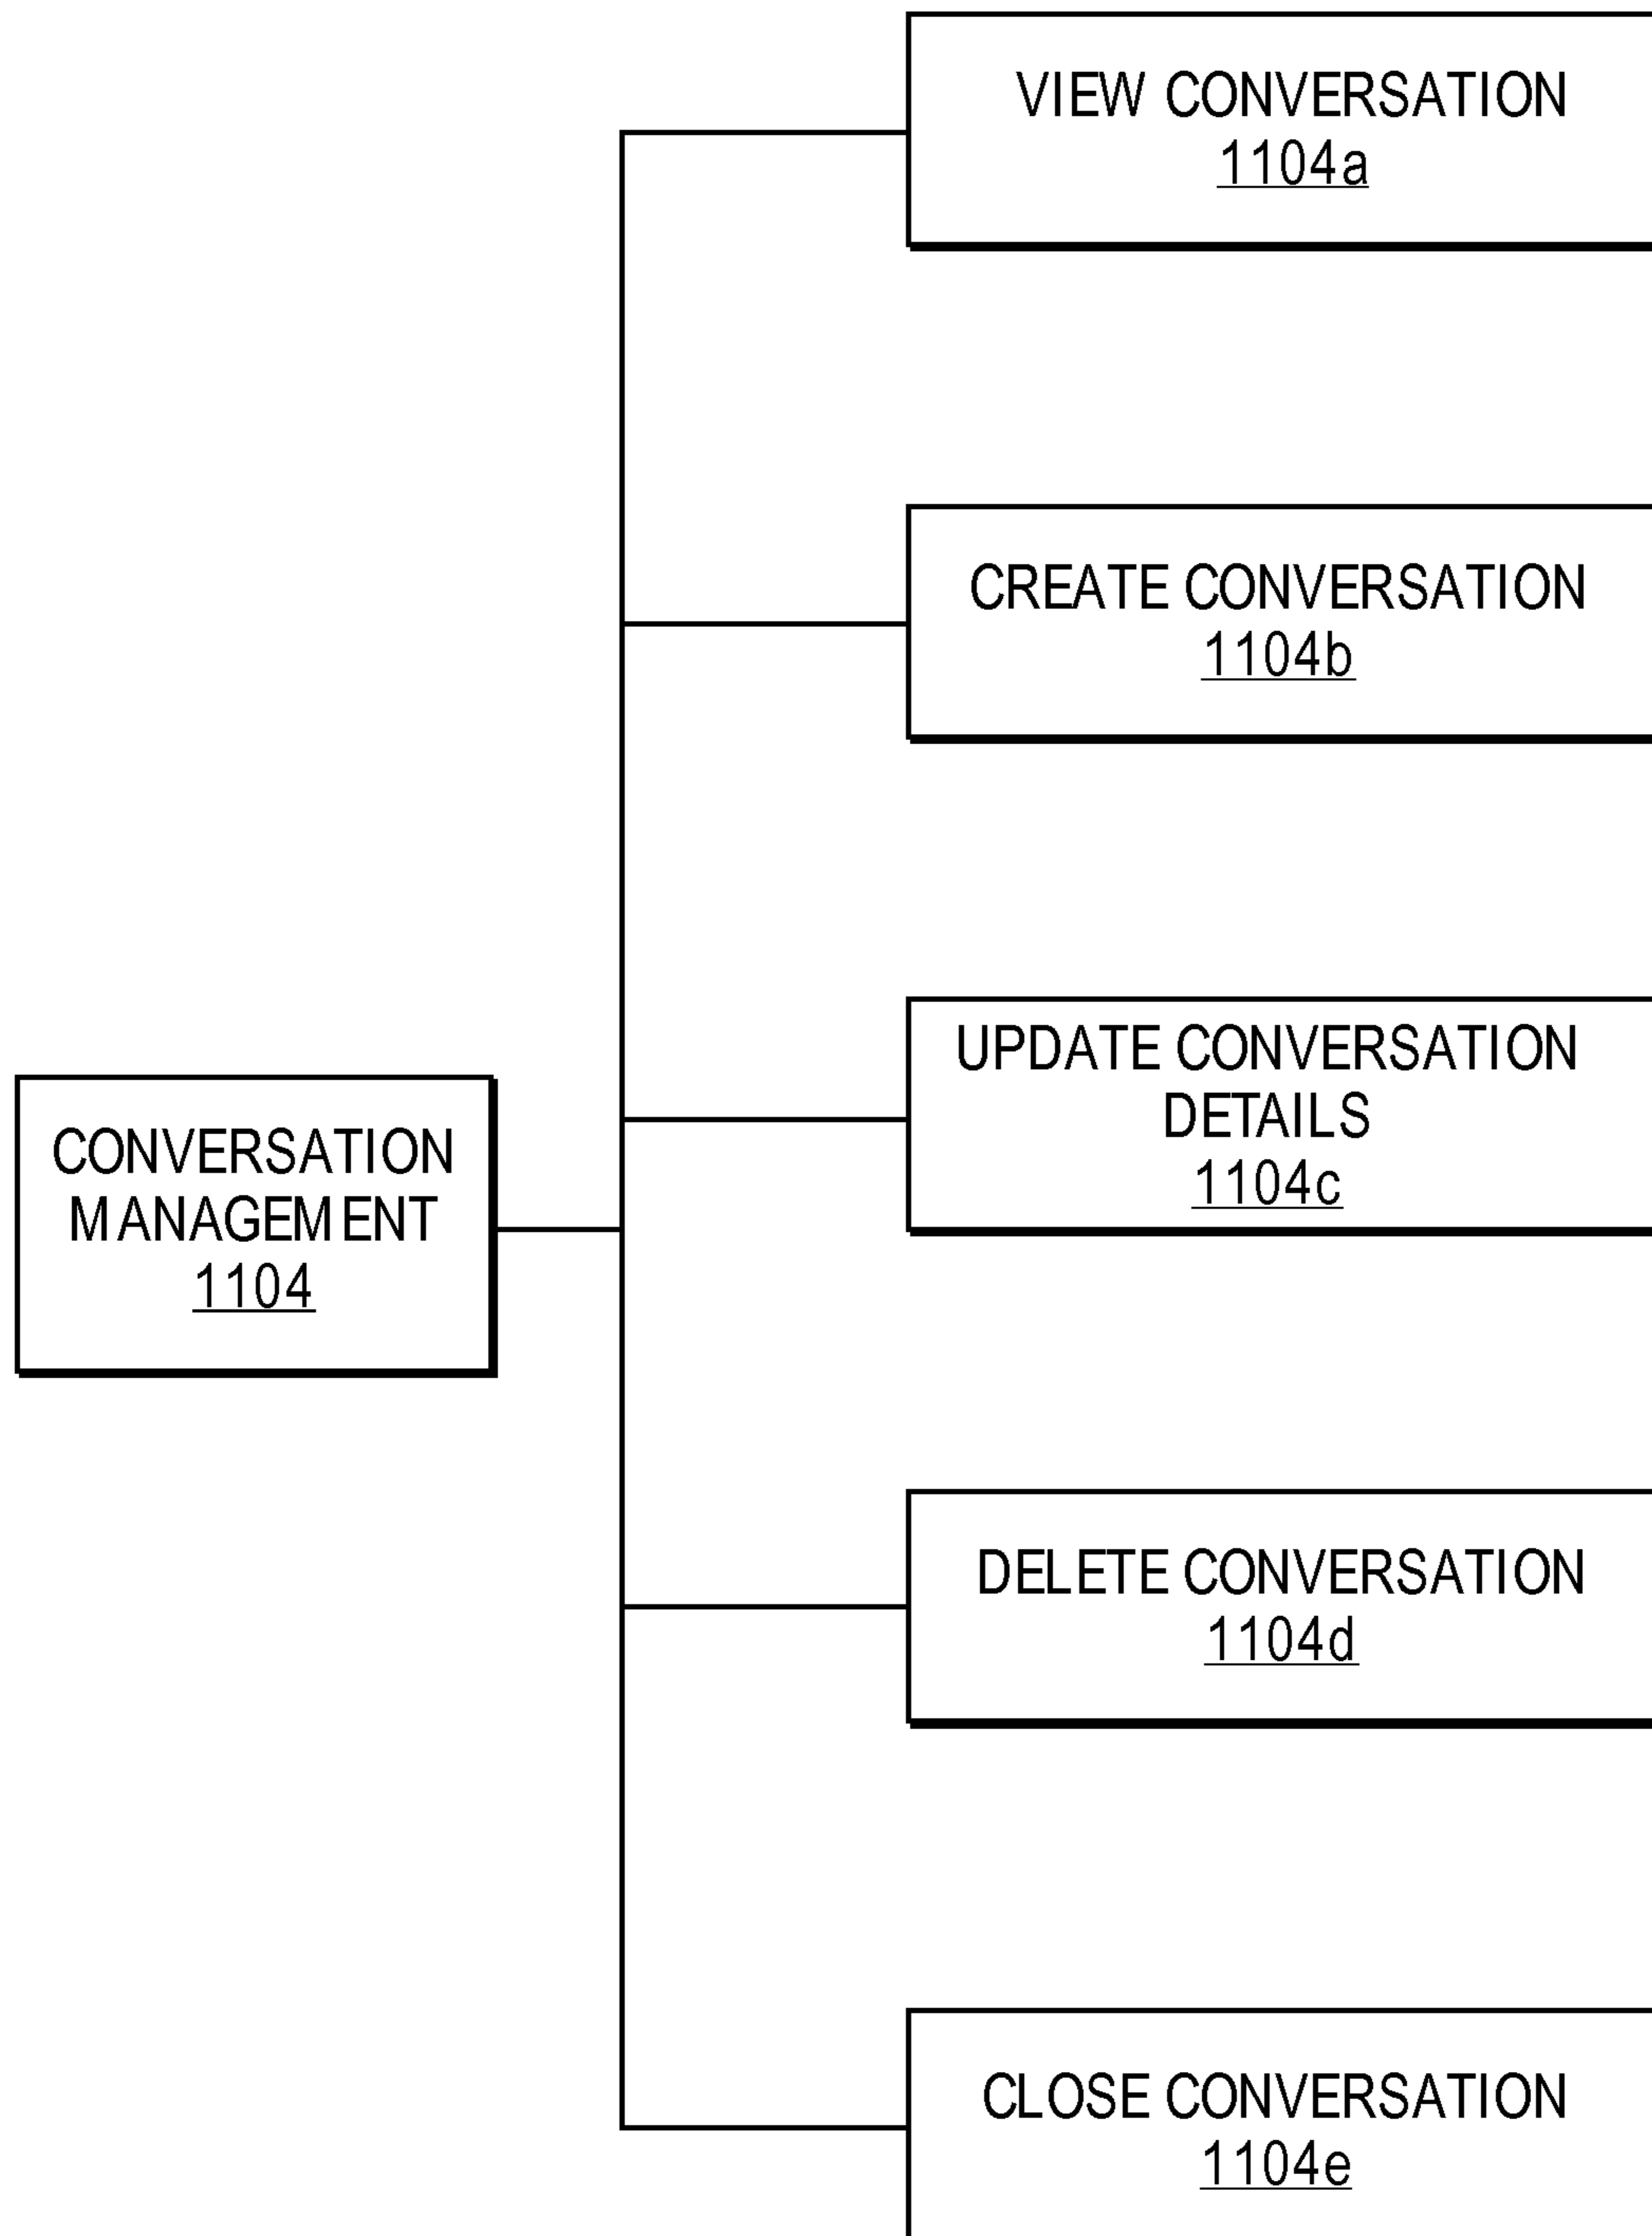 VIEW CONVERSATION
1104a
CREATE CONVERSATION
1104b
UPDATE CONVERSATION
DETAILS
1104c
CONVERSATION
MANAGEMENT
1104
DELETE CONVERSATION
1104d
CLOSE CONVERSATION
1104e